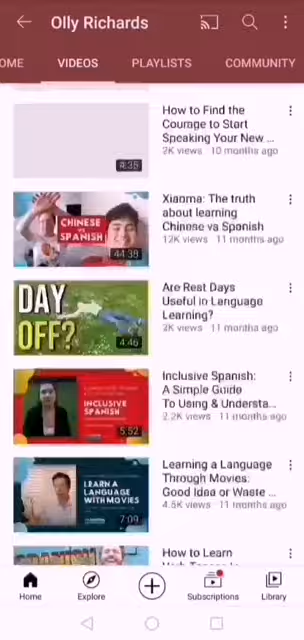 Olly Richards
OME VIDEOS PLAYLISTS COMMUNITY
How to Find the
Courage to Start
Speaking Your New ...
2K views 10 months ago
8:35
Xiaoma: The truth
about learning
Chinese vs Spanish
12K views 11 months ago
CHINESE
VS
SPANISH
44:38
Are Rest Days
Useful in Language
Learning?
2K views 11 months ago
DAY
OFF?
4:46
Inclusive Spanish:
A Simple Guide
To Using & Understa...
2.2K views 11 months ago
INCLUSIVE
SPANISH
5:52
Learning a Language
Through Movies:
Good Idea or Waste ...
4.5K views 11 months ago
LEARN A
LANGUAGE
WITH MOVIES
7:09
How to Learn
Home Explore Subscriptions Library